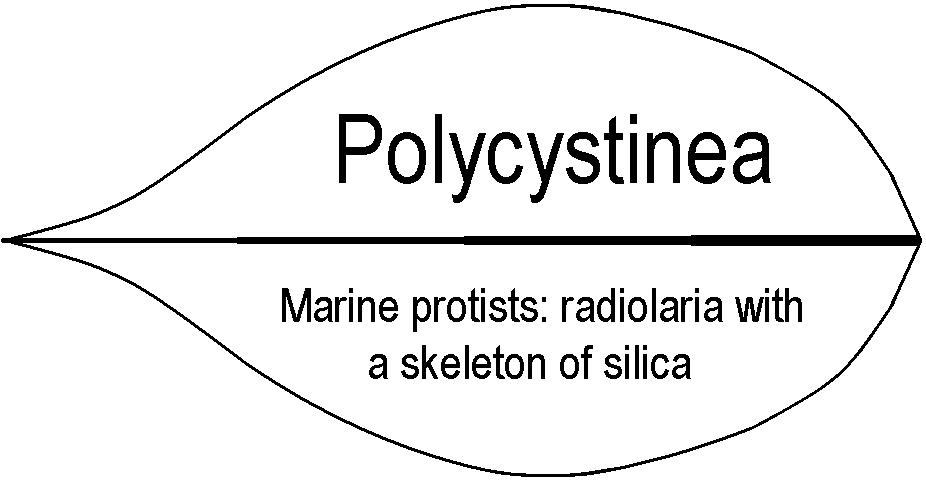 Polycystinea
Marine protists: radiolaria with
a skeleton of silica